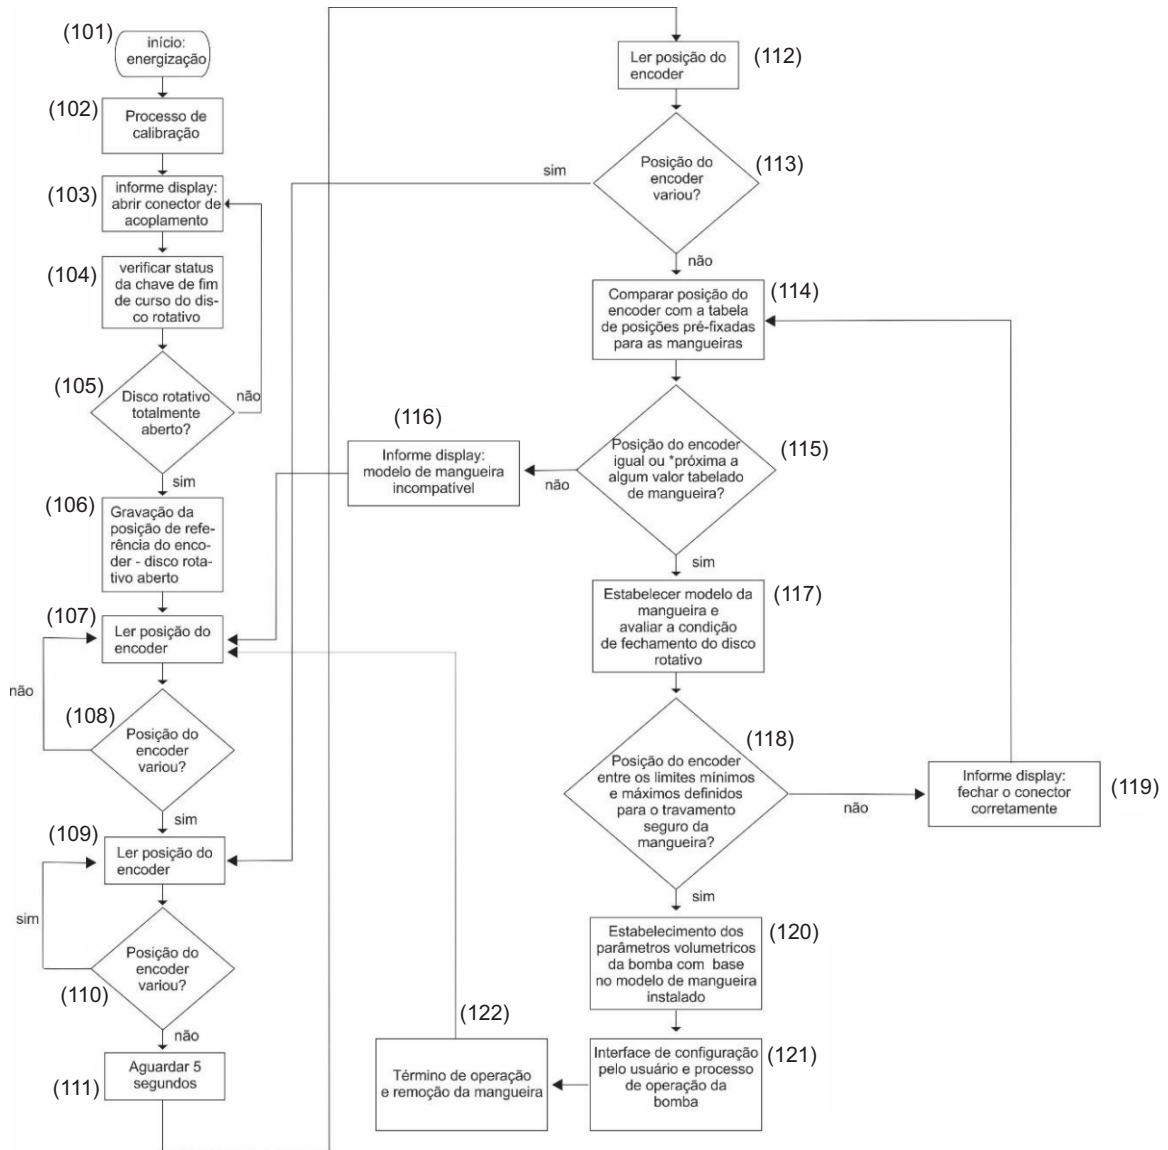 (101)
início:
energização
(102)
Processo de
calibração
(103)
informe display:
abrir conector de
acoplamento
(104)
verificar status
da chave de fim
de curso do dis-
co rotativo
(105)
Disco rotativo
totalmente
aberto?
não
sim
(106)
Gravação da
posição de refe-
rência do enco-
der - disco rota-
tivo aberto
(107)
Ler posição do
encoder
não
(108)
Posição do
encoder
variou?
sim
(109)
Ler posição do
encoder
sim
(110)
Posição do
encoder
variou?
não
(111)
Aguardar 5
segundos
(112)
Ler posição do
encoder
(113)
Posição do
encoder
variou?
sim
não
(114)
Comparar posição do
encoder com a tabela
de posições pré-fixadas
para as mangueiras
(115)
Posição do encoder
igual ou *próxima a
algum valor tabelado
de mangueira?
não
sim
(116)
Informe display:
modelo de mangueira
incompatível
(117)
Estabelecer modelo da
mangueira e
avaliar a condição
de fechamento do disco
rotativo
(118)
Posição do encoder
entre os limites mínimos
e máximos definidos
para o travamento
seguro da
mangueira?
não
sim
(119)
Informe display:
fechar o conector
corretamente
(120)
Estabelecimento dos
parâmetros volumetricos
da bomba com base
no modelo de mangueira
instalado
(121)
Interface de configuração
pelo usuário e processo
de operação da
bomba
(122)
Término de operação
e remoção da mangueira